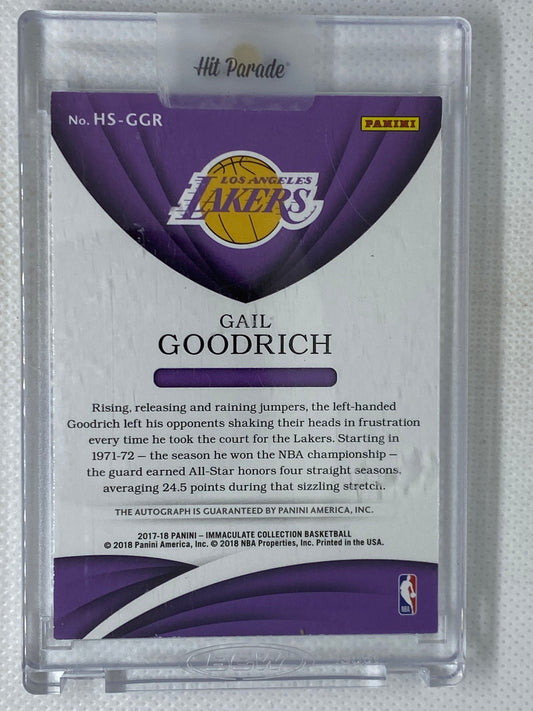 Hit Parade®
No. HS-GGR
PANINI
LOS ANGELES
LAKERS
GAIL
GOODRICH
Rising, releasing and raining jumpers, the left-handed
Goodrich left his opponents shaking their heads in frustration
every time he took the court for the Lakers. Starting in
1971-72 — the season he won the NBA championship —
the guard earned All-Star honors four straight seasons,
averaging 24.5 points during that sizzling stretch.
THE AUTOGRAPH IS GUARANTEED BY PANINI AMERICA, INC.
2017-18 PANINI – IMMACULATE COLLECTION BASKETBALL
© 2018 Panini America, Inc. © 2018 NBA Properties, Inc. Printed in the USA.
NBA